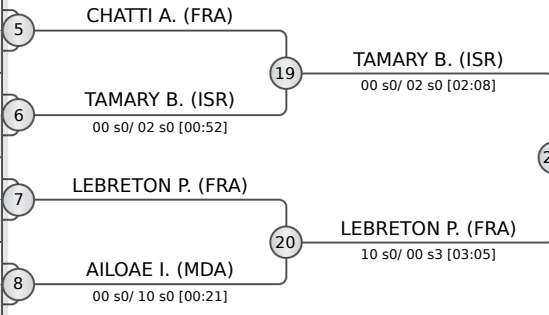 CHATTI A. (FRA)
5
19
TAMARY B. (ISR)
00 s0/ 02 s0 [02:08]
TAMARY B. (ISR)
6
00 s0/ 02 s0 [00:52]
LEBRETON P. (FRA)
7
20
LEBRETON P. (FRA)
10 s0/ 00 s3 [03:05]
AILOAE I. (MDA)
8
00 s0/ 10 s0 [00:21]